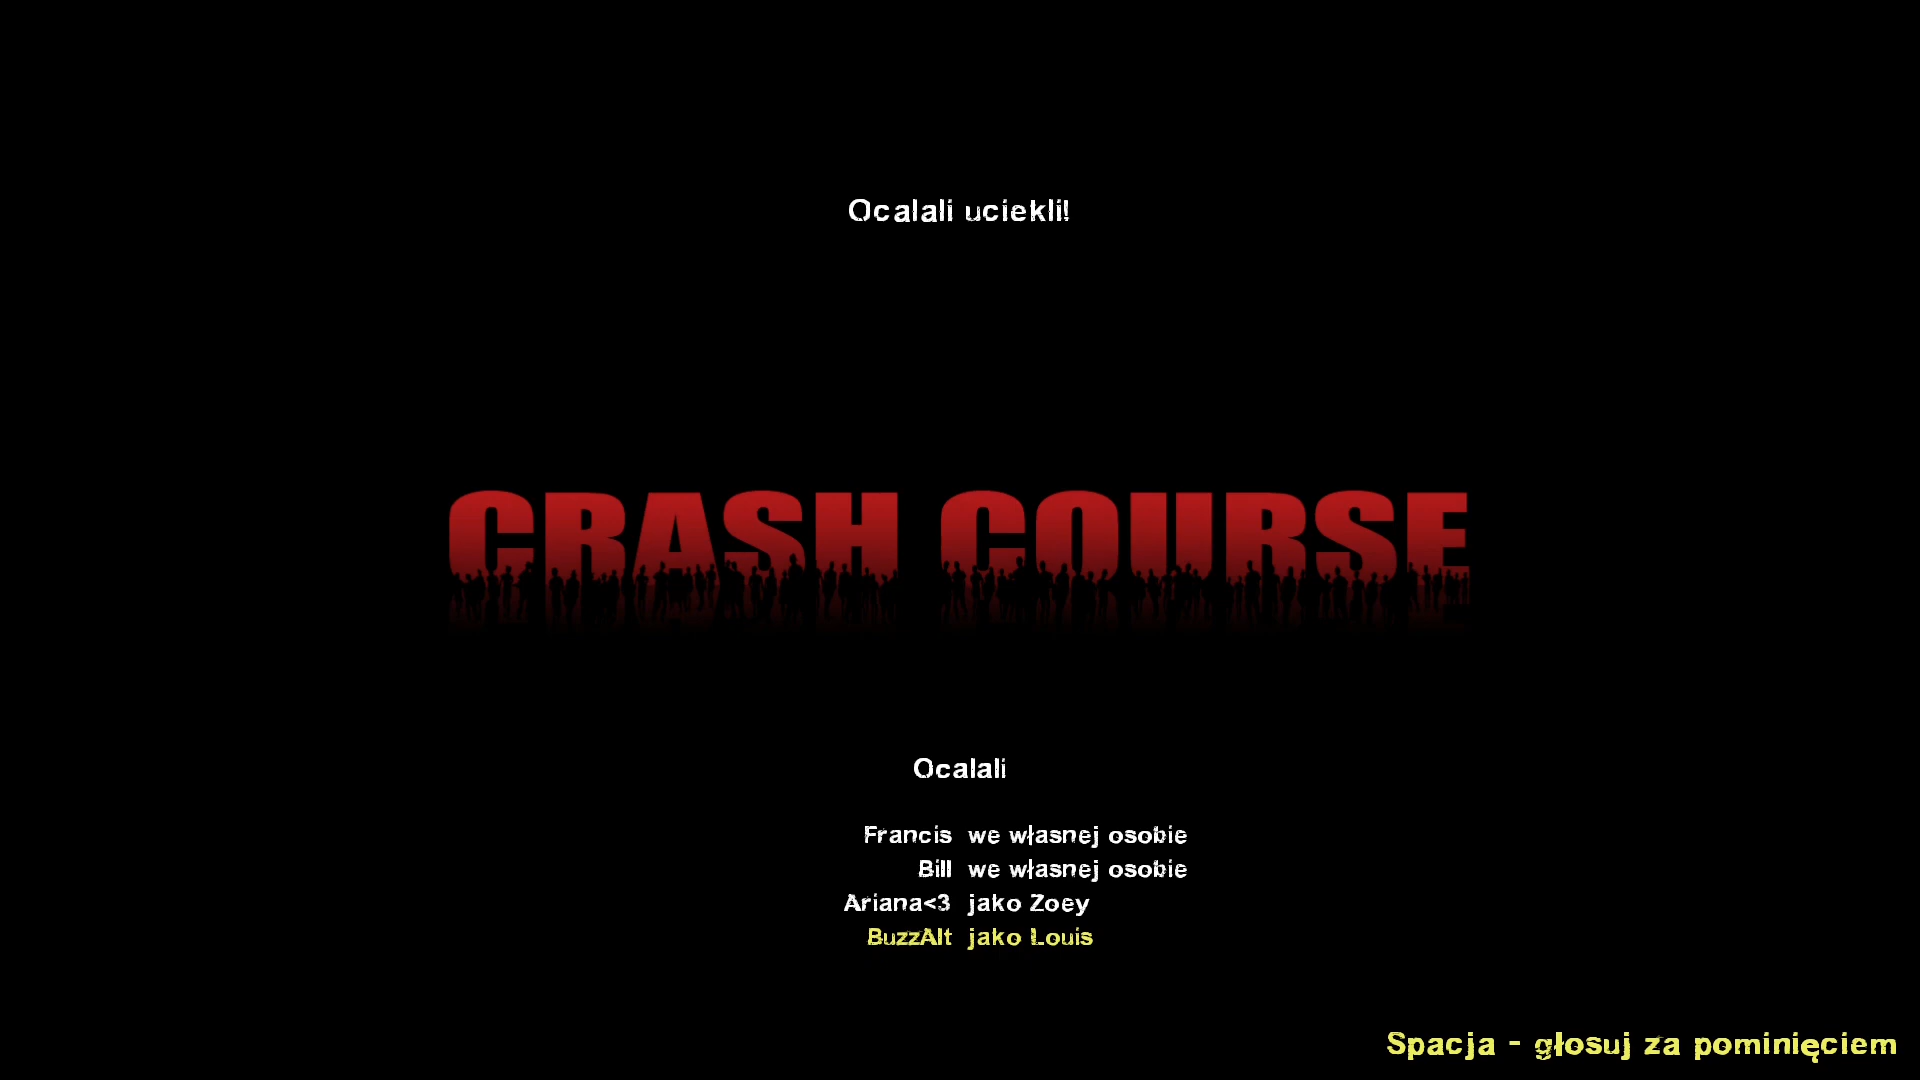 Ocalali uciekli!
CRASH COURSE
Ocalali
Francis we własnej osobie
Bill we własnej osobie
Ariana<3 jako Zoey
BuzzAlt jako Louis
Spacja - głosuj za pominięciem